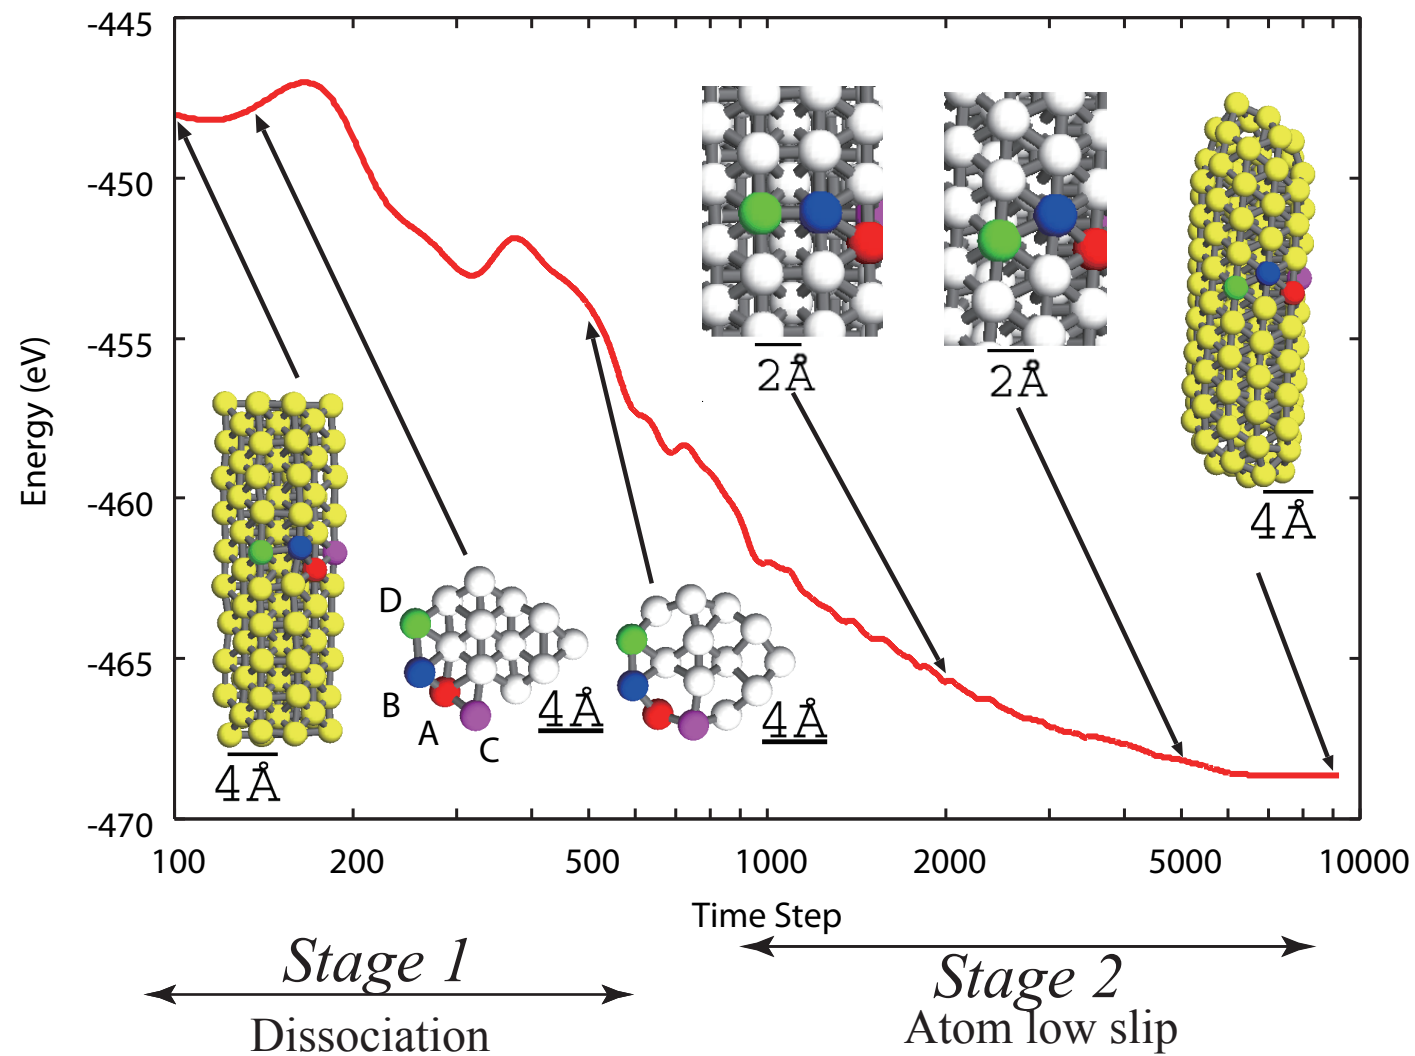 -445
-450
-455
-460
-465
-470
Energy (eV)
2Å
2Å
4Å
D
B
A
C
4Å
4Å
4Å
100
200
500
1000
2000
5000
10000
Time Step
Stage 1
Dissociation
Stage 2
Atom low slip